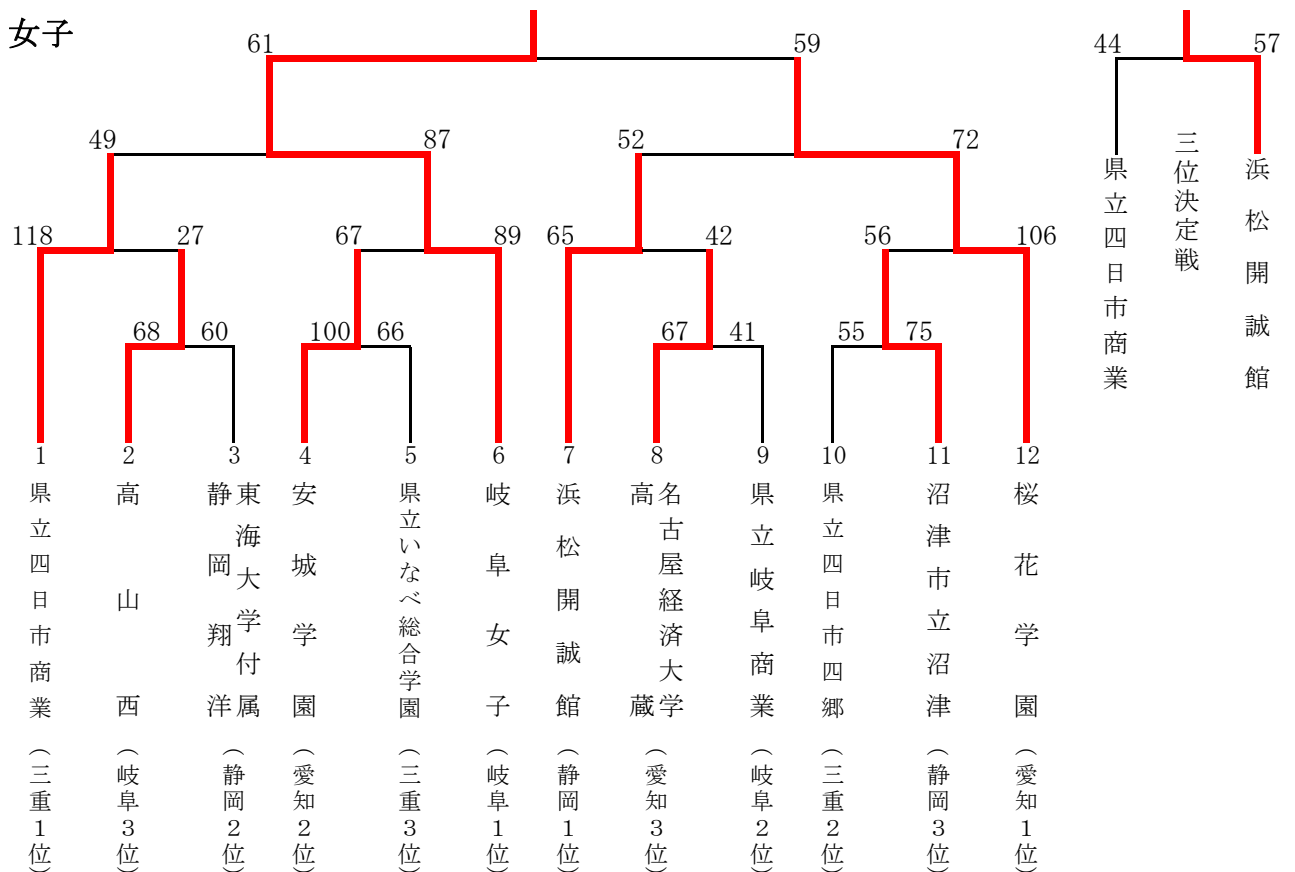 女子
61
59
44
57
49
87
52
72
118
27
67
89
65
42
56
106
68
60
100
66
67
41
55
75
三位決定戦
県立四日市商業
浜松開誠館
1
2
3
4
5
6
7
8
9
10
11
12
県立四日市商業
(三重1位)
高山西
(岐阜3位)
東海大学付属
静岡翔洋
(静岡2位)
安城学園
(愛知2位)
県立いなべ総合学園
(三重3位)
岐阜女子
(岐阜1位)
浜松開誠館
(静岡1位)
名古屋経済大学
高蔵
(愛知3位)
県立岐阜商業
(岐阜2位)
県立四日市四郷
(三重2位)
沼津市立沼津
(静岡3位)
桜花学園
(愛知1位)